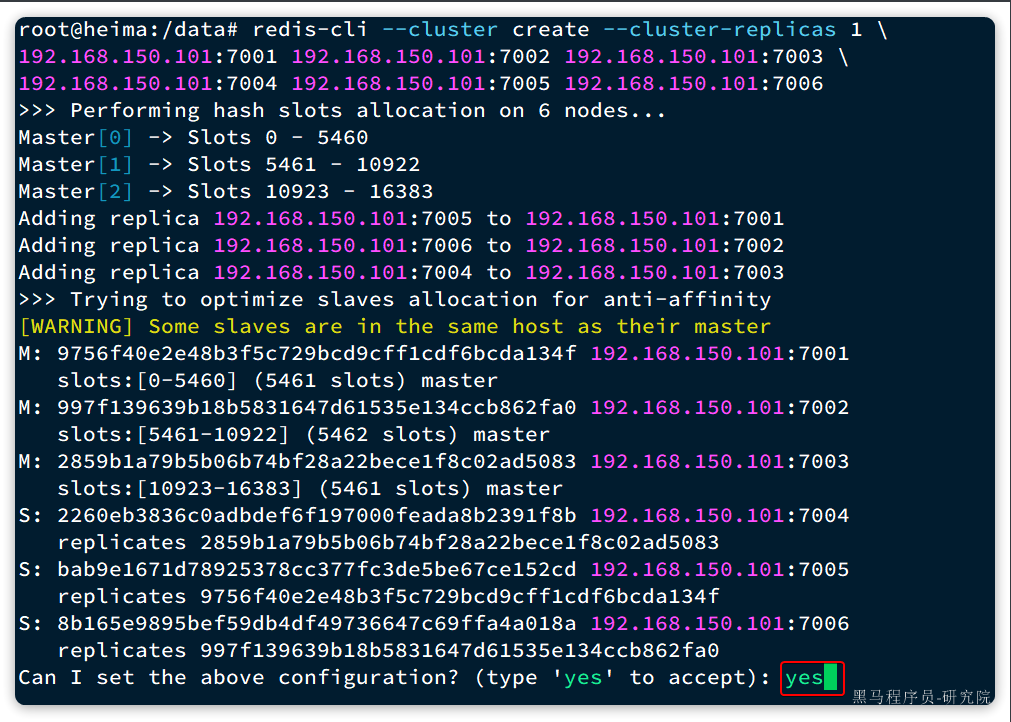 root@heima:/data# redis-cli --cluster create --cluster-replicas 1 \
192.168.150.101:7001 192.168.150.101:7002 192.168.150.101:7003 \
192.168.150.101:7004 192.168.150.101:7005 192.168.150.101:7006
>>> Performing hash slots allocation on 6 nodes...
Master[0] -> Slots 0 - 5460
Master[1] -> Slots 5461 - 10922
Master[2] -> Slots 10923 - 16383
Adding replica 192.168.150.101:7005 to 192.168.150.101:7001
Adding replica 192.168.150.101:7006 to 192.168.150.101:7002
Adding replica 192.168.150.101:7004 to 192.168.150.101:7003
>>> Trying to optimize slaves allocation for anti-affinity
[WARNING] Some slaves are in the same host as their master
M: 9756f40e2e48b3f5c729bcd9cff1cdf6bcda134f 192.168.150.101:7001
   slots:[0-5460] (5461 slots) master
M: 997f139639b18b5831647d61535e134ccb862fa0 192.168.150.101:7002
   slots:[5461-10922] (5462 slots) master
M: 2859b1a79b5b06b74bf28a22bece1f8c02ad5083 192.168.150.101:7003
   slots:[10923-16383] (5461 slots) master
S: 2260eb3836c0adbdef6f197000feada8b2391f8b 192.168.150.101:7004
   replicates 2859b1a79b5b06b74bf28a22bece1f8c02ad5083
S: bab9e1671d78925378cc377fc3de5be67ce152cd 192.168.150.101:7005
   replicates 9756f40e2e48b3f5c729bcd9cff1cdf6bcda134f
S: 8b165e9895bef59db4df49736647c69ffa4a018a 192.168.150.101:7006
   replicates 997f139639b18b5831647d61535e134ccb862fa0
Can I set the above configuration? (type 'yes' to accept): yes
黑马程序员-研究院